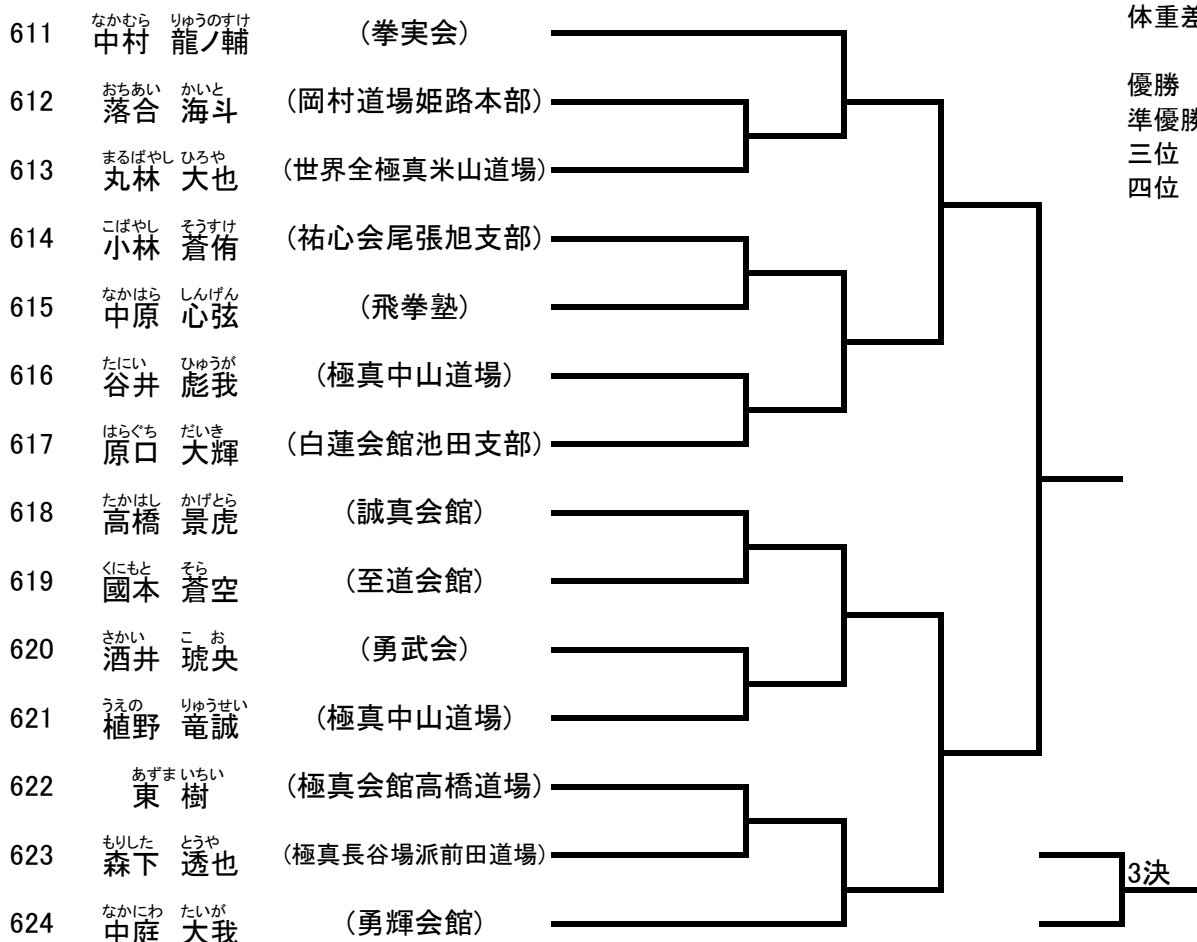 体重差
優勝
準優勝
三位
四位
なかむら りゅうのすけ
611 中村 龍ノ輔 (拳実会)
おちあい かいと
612 落合 海斗 (岡村道場姫路本部)
まるばやし ひろや
613 丸林 大也 (世界全極真米山道場)
こばやし そうすけ
614 小林 蒼侑 (祐心会尾張旭支部)
なかはら しんげん
615 中原 心弦 (飛拳塾)
たにい ひゅうが
616 谷井 彪我 (極真中山道場)
はらぐち だいき
617 原口 大輝 (白蓮会館池田支部)
たかはし かげとら
618 高橋 景虎 (誠真会館)
くにもと そら
619 國本 蒼空 (至道会館)
さかい こ お
620 酒井 琥央 (勇武会)
うえの りゅうせい
621 植野 竜誠 (極真中山道場)
あずま いちい
622 東 樹 (極真会館高橋道場)
もりした とうや
623 森下 透也 (極真長谷場派前田道場)
3決
なかにわ たいが
624 中庭 大我 (勇輝会館)